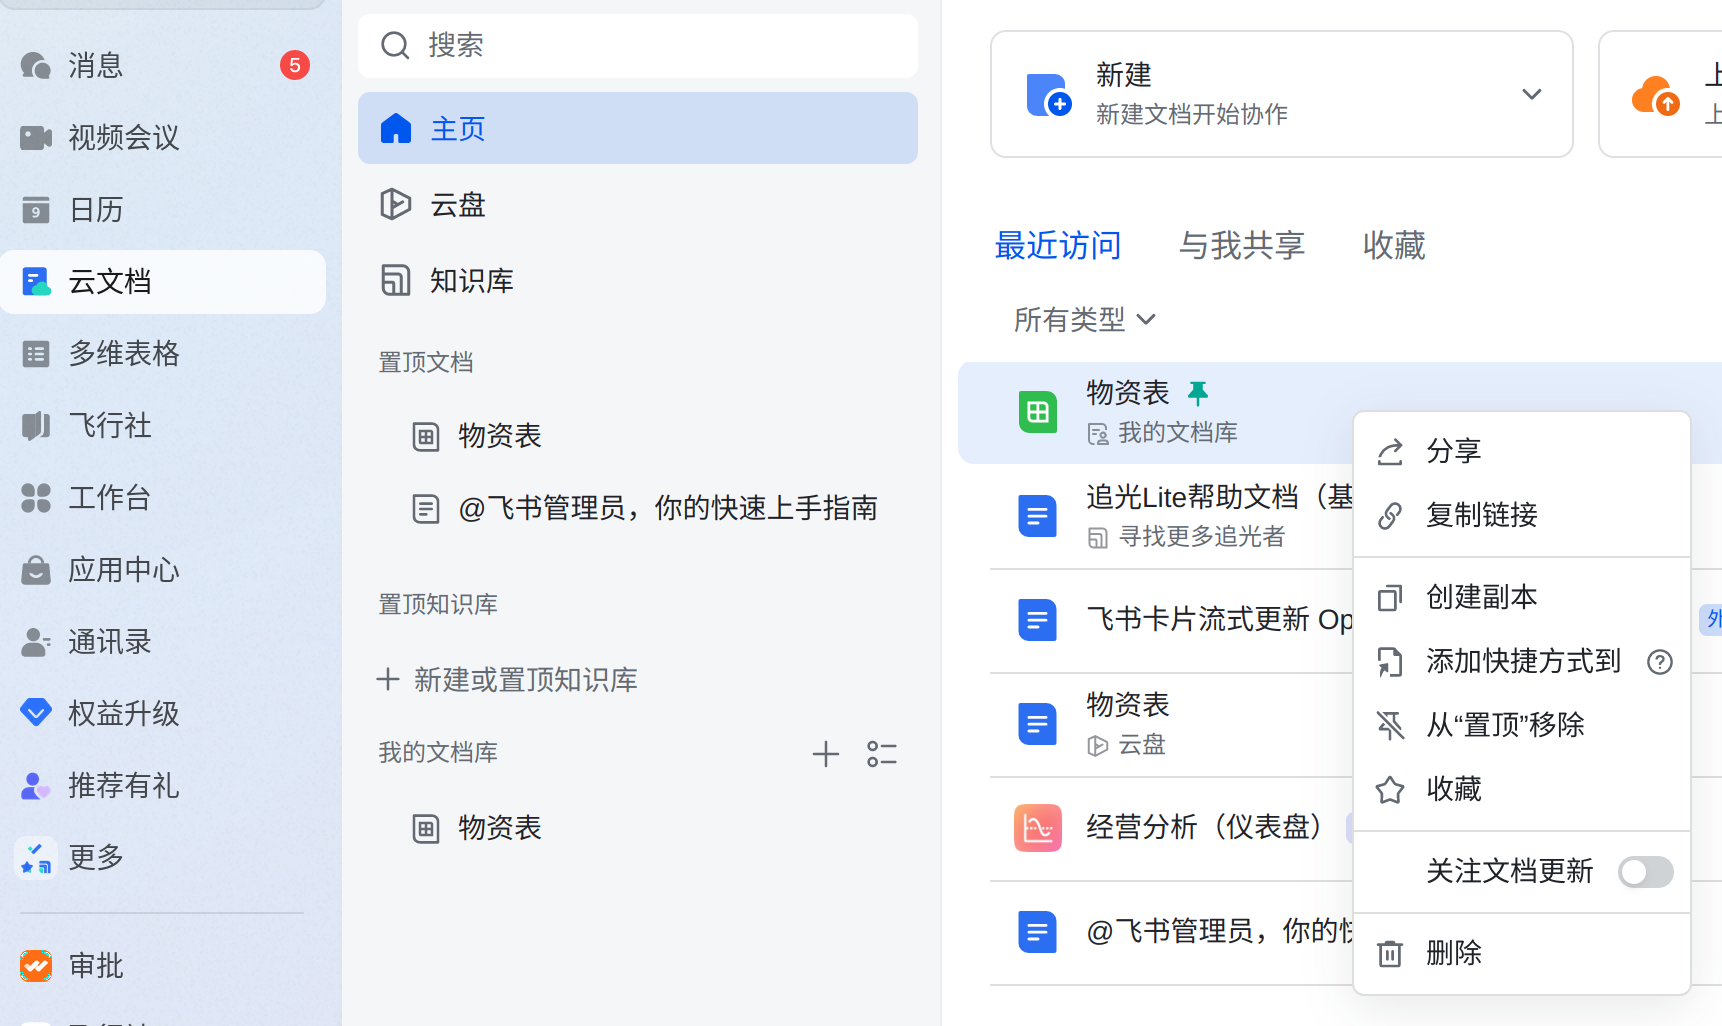 消息
5
视频会议
9
日历
云文档
多维表格
飞行社
工作台
应用中心
通讯录
权益升级
推荐有礼
更多
审批
搜索
主页
云盘
知识库
置顶文档
物资表
@飞书管理员，你的快速上手指南
置顶知识库
新建或置顶知识库
我的文档库
物资表
新建
新建文档开始协作
上
上
最近访问
与我共享
收藏
所有类型
物资表
我的文档库
追光Lite帮助文档（基
寻找更多追光者
飞书卡片流式更新 Op
外
物资表
云盘
经营分析（仪表盘）
@飞书管理员，你的快
分享
复制链接
创建副本
添加快捷方式到
从“置顶”移除
收藏
关注文档更新
删除